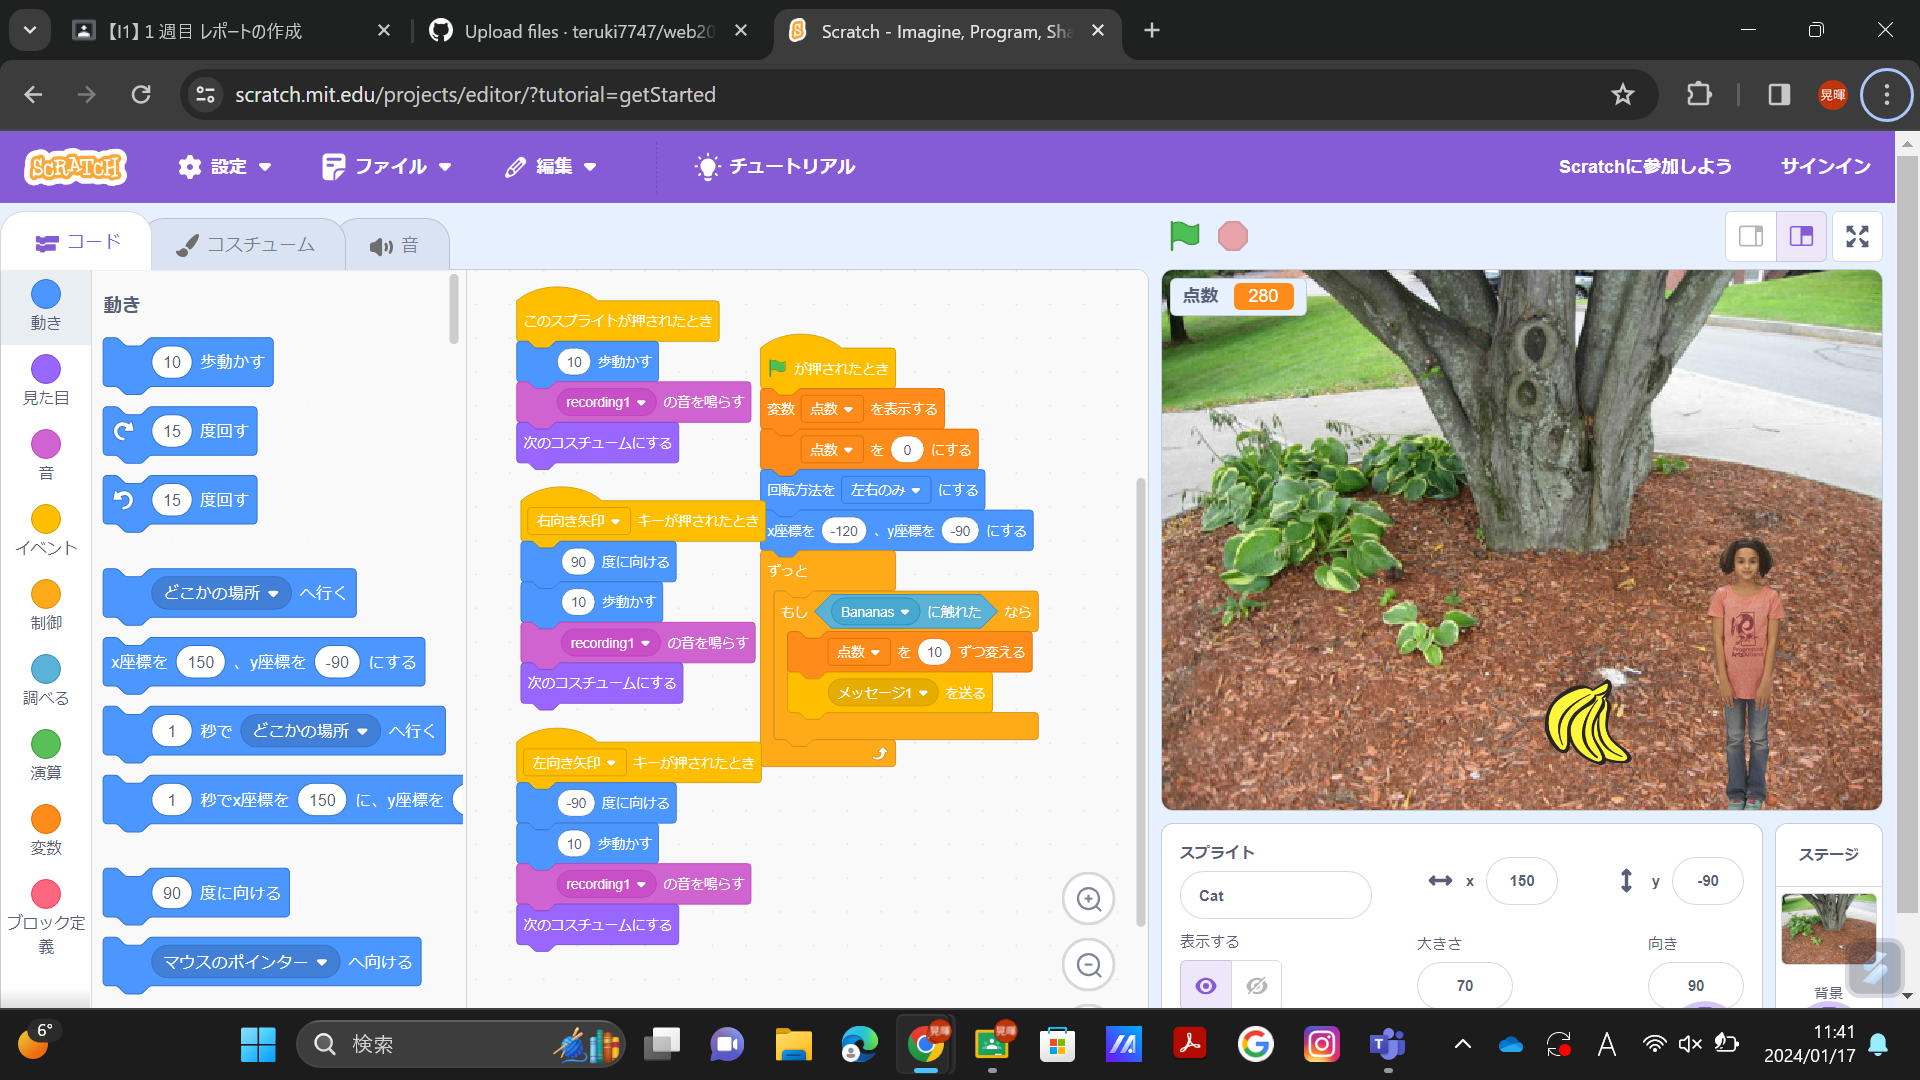 【I1】１週目 レポートの作成
Upload files · teruki7747/web20
Scratch - Imagine, Program, Sha
scratch.mit.edu/projects/editor/?tutorial=getStarted
晃暉
SCRATCH
設定
ファイル
編集
チュートリアル
Scratchに参加しよう
サインイン
コード
コスチューム
音
動き
見た目
音
イベント
制御
調べる
演算
変数
ブロック定
義
動き
10 歩動かす
15 度回す
15 度回す
どこかの場所 へ行く
x座標を 150 、y座標を -90 にする
1 秒で どこかの場所 へ行く
1 秒でx座標を 150 に、y座標を
90 度に向ける
マウスのポインター へ向ける
このスプライトが押されたとき
10 歩動かす
recording1 の音を鳴らす
次のコスチュームにする
右向き矢印 キーが押されたとき
90 度に向ける
10 歩動かす
recording1 の音を鳴らす
次のコスチュームにする
左向き矢印 キーが押されたとき
-90 度に向ける
10 歩動かす
recording1 の音を鳴らす
次のコスチュームにする
が押されたとき
変数 点数 を表示する
点数 を 0 にする
回転方法を 左右のみ にする
x座標を -120 、y座標を -90 にする
ずっと
もし Bananas に触れた なら
点数 を 10 ずつ変える
メッセージ1 を送る
点数 280
スプライト
Cat
x 150
y -90
表示する
大きさ
70
向き
90
ステージ
背景
6°
検索
晃暉
晃暉
A
11:41
2024/01/17